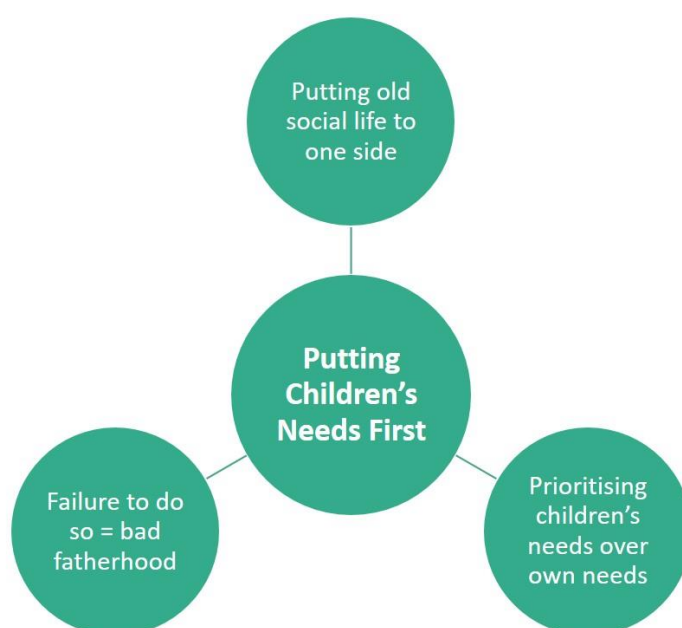 Putting old
social life to
one side
Putting
Children’s
Needs First
Failure to do
so = bad
fatherhood
Prioritising
children’s
needs over
own needs